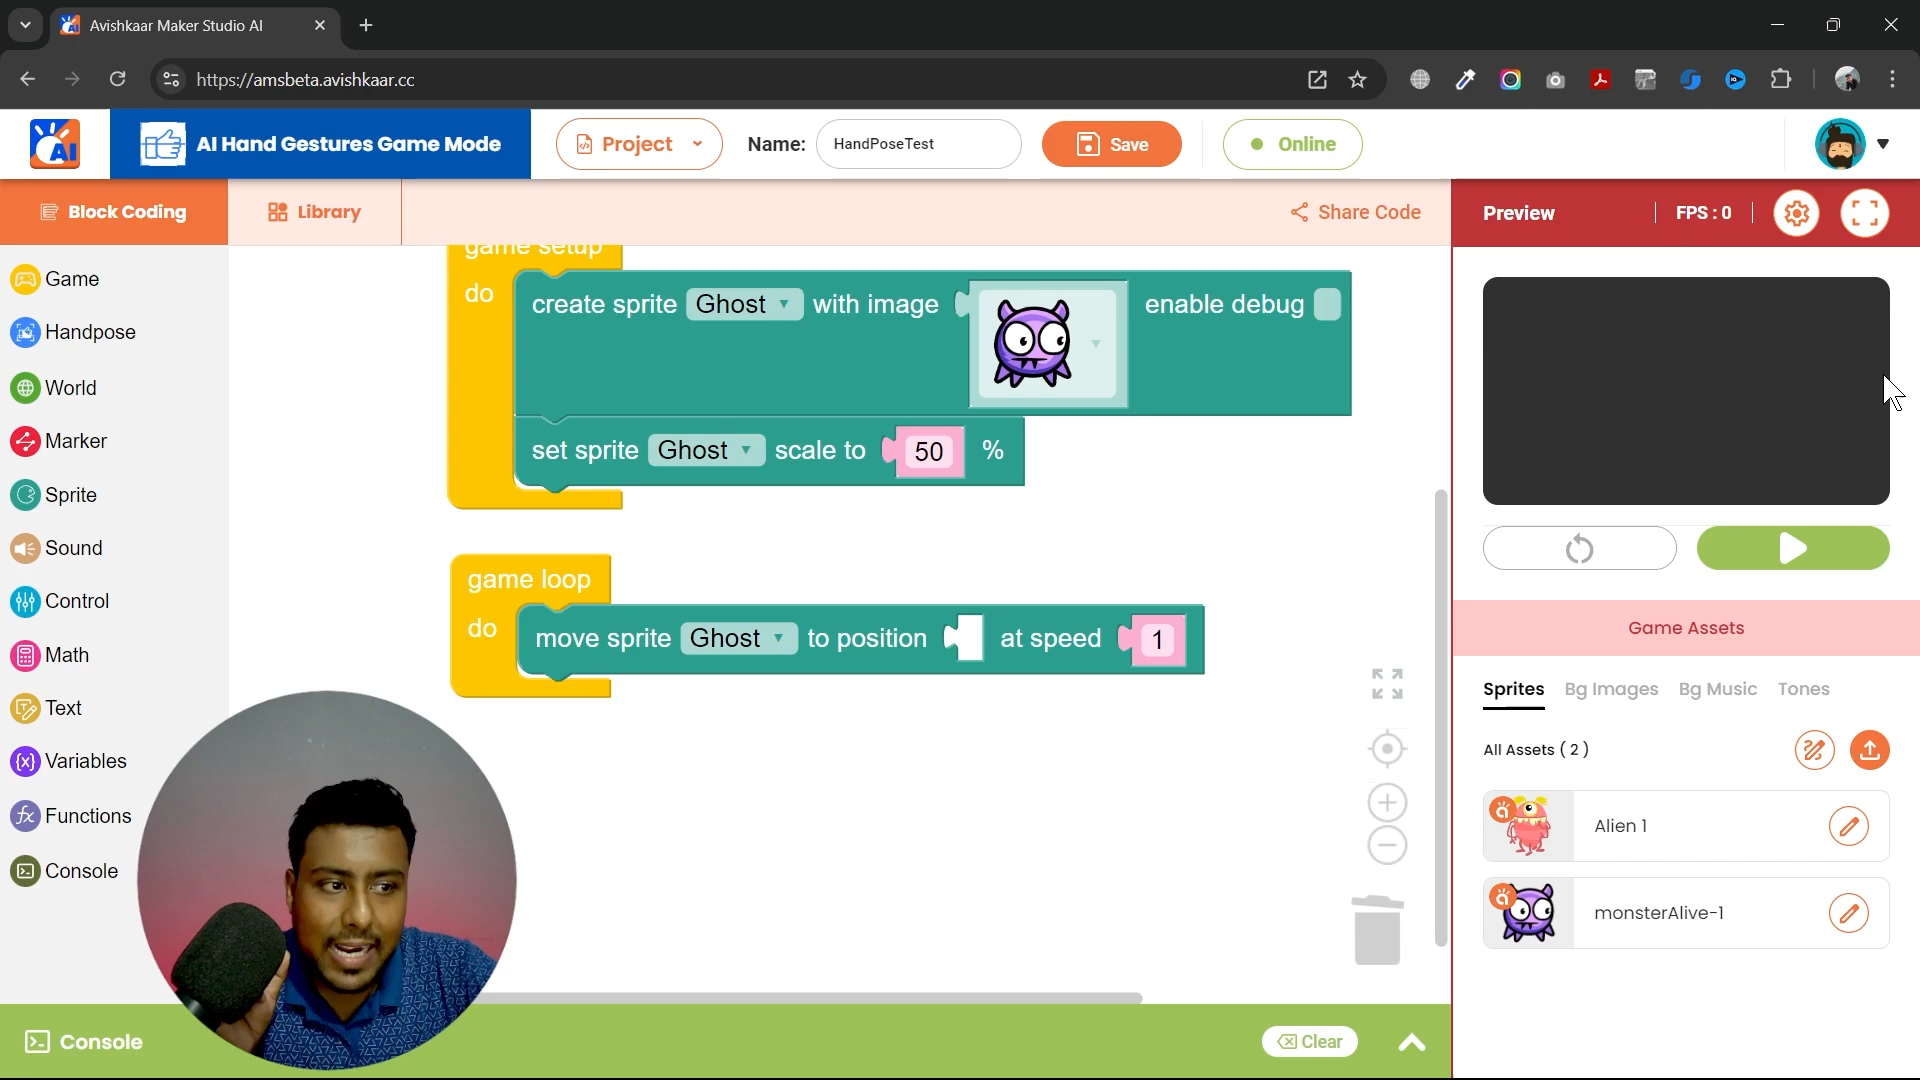 Avishkaar Maker Studio AI
https://amsbeta.avishkaar.cc
AI
AI Hand Gestures Game Mode
Project
Name:
HandPoseTest
Save
Online
Block Coding
Library
Share Code
Preview
FPS : 0
Game
Handpose
World
Marker
Sprite
Sound
Control
Math
Text
Variables
Functions
Console
game setup
do
create sprite Ghost with image
enable debug
set sprite Ghost scale to 50 %
game loop
do
move sprite Ghost to position at speed 1
Game Assets
Sprites Bg Images Bg Music Tones
All Assets ( 2 )
Alien 1
monsterAlive-1
Console
Clear